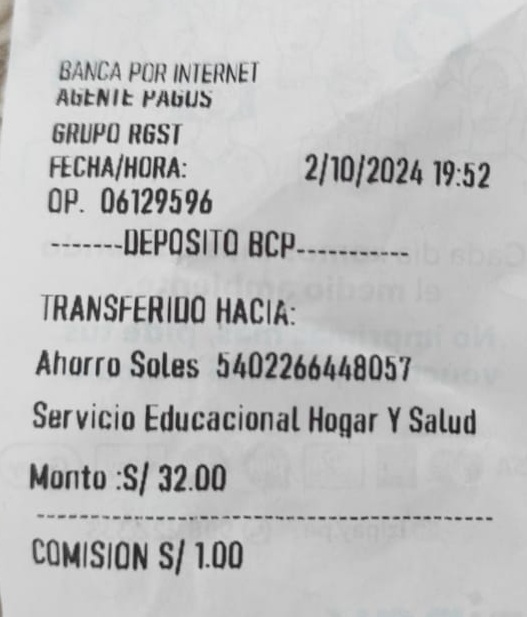 BANCA POR INTERNET
AGENTE PAGOS
GRUPO RGST
FECHA/HORA: 2/10/2024 19:52
OP. 06129596
-------DEPOSITO BCP----------
TRANSFERIDO HACIA:
Ahorro Soles 5402266448057
Servicio Educacional Hogar Y Salud
Monto :S/ 32.00
--------------------------------------------
COMISION S/ 1.00